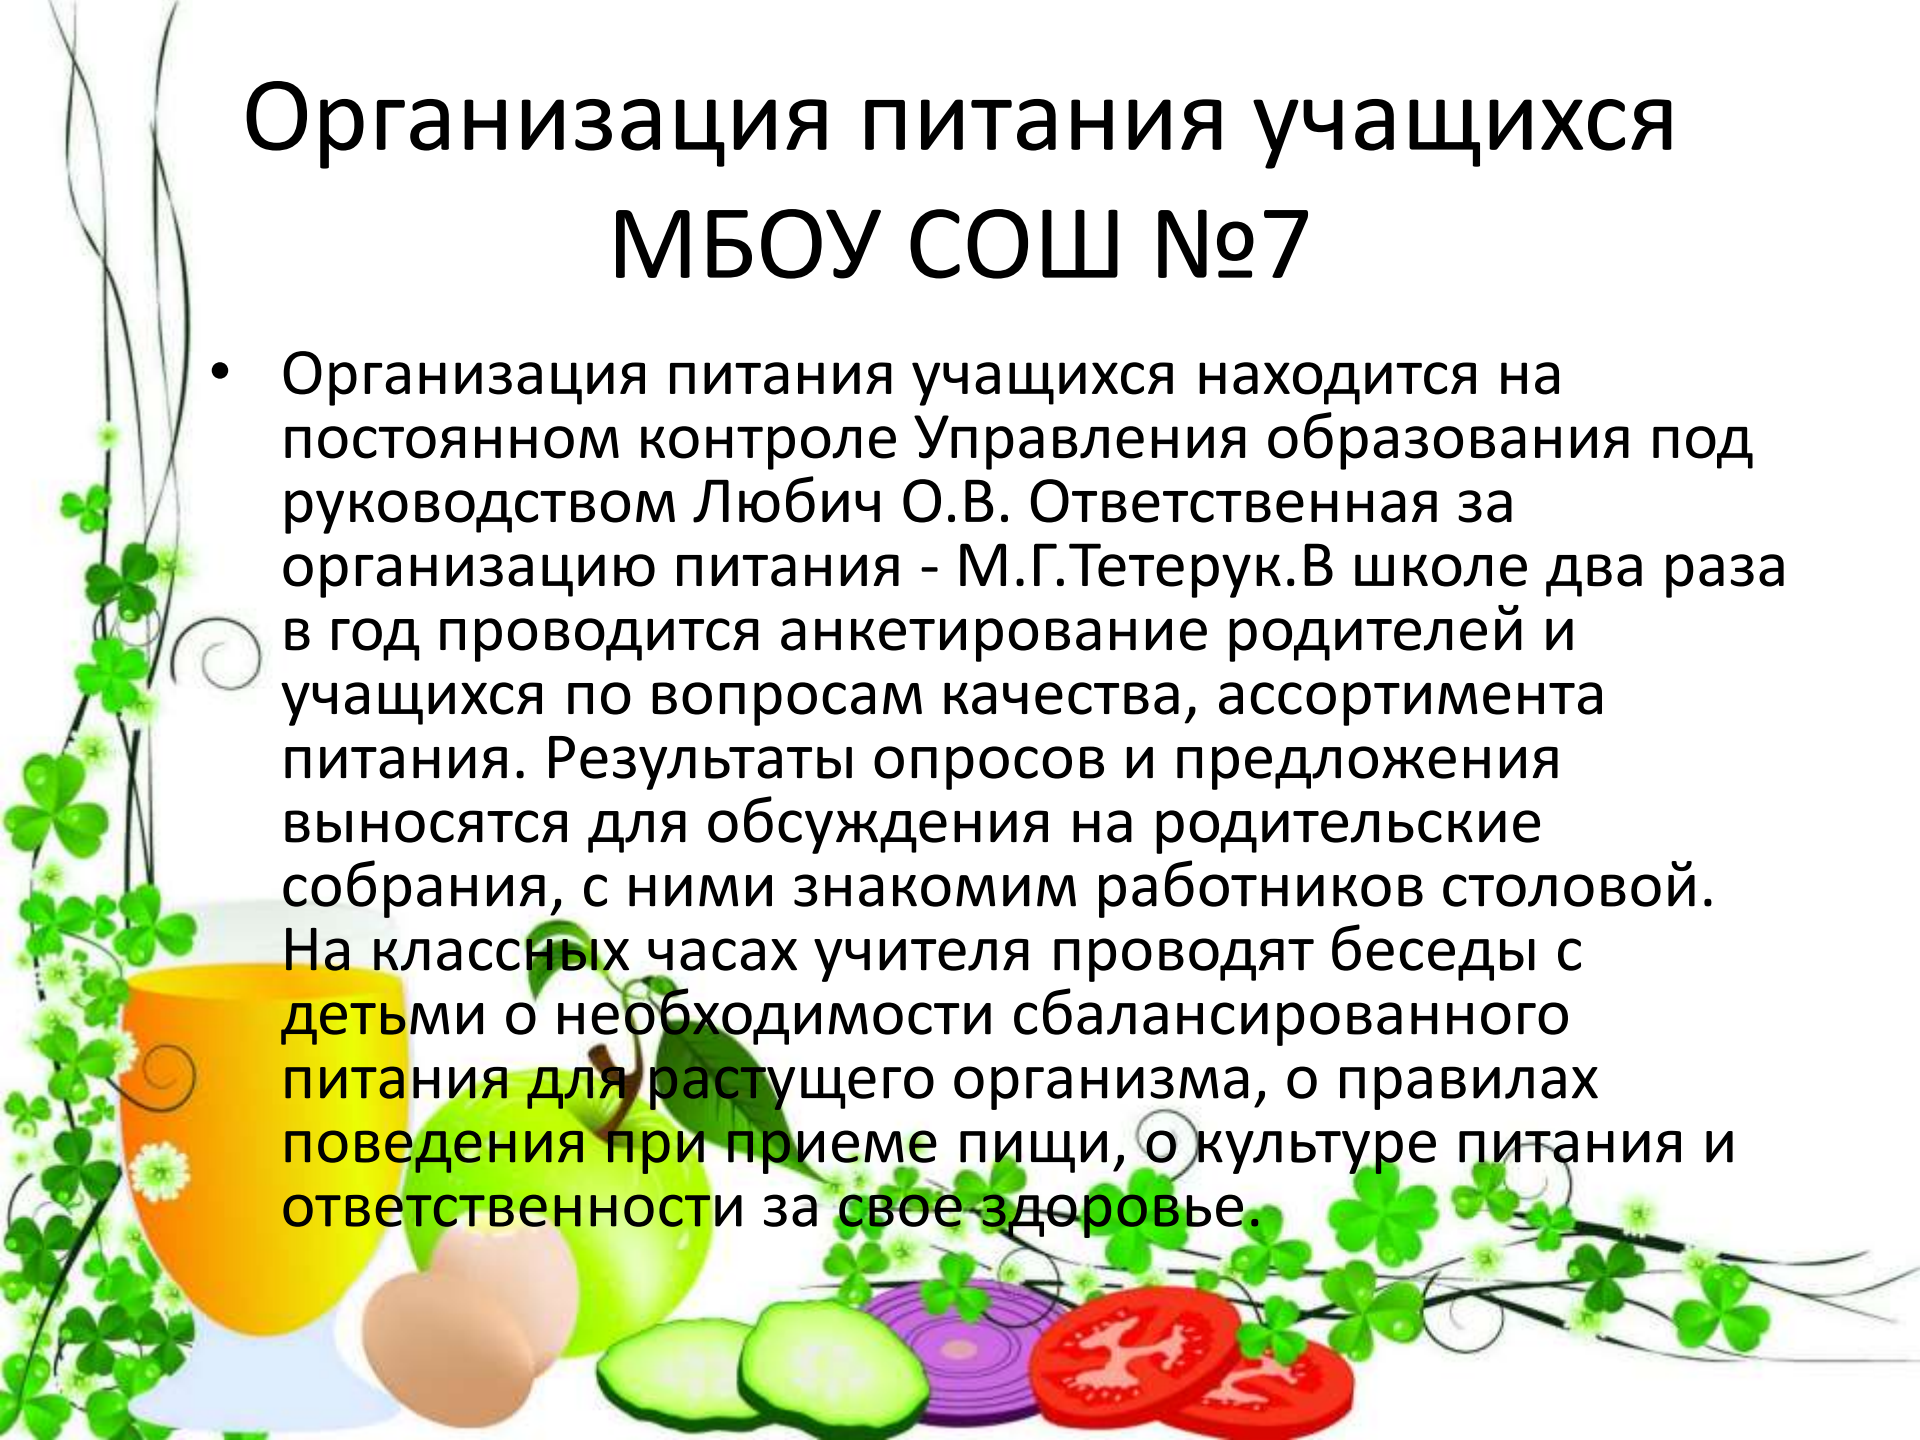 Организация питания учащихся
МБОУ СОШ №7
• Организация питания учащихся находится на
постоянном контроле Управления образования под
руководством Любич О.В. Ответственная за
организацию питания - М.Г.Тетерук.В школе два раза
в год проводится анкетирование родителей и
учащихся по вопросам качества, ассортимента
питания. Результаты опросов и предложения
выносятся для обсуждения на родительские
собрания, с ними знакомим работников столовой.
На классных часах учителя проводят беседы с
детьми о необходимости сбалансированного
питания для растущего организма, о правилах
поведения при приеме пищи, о культуре питания и
ответственности за свое здоровье.